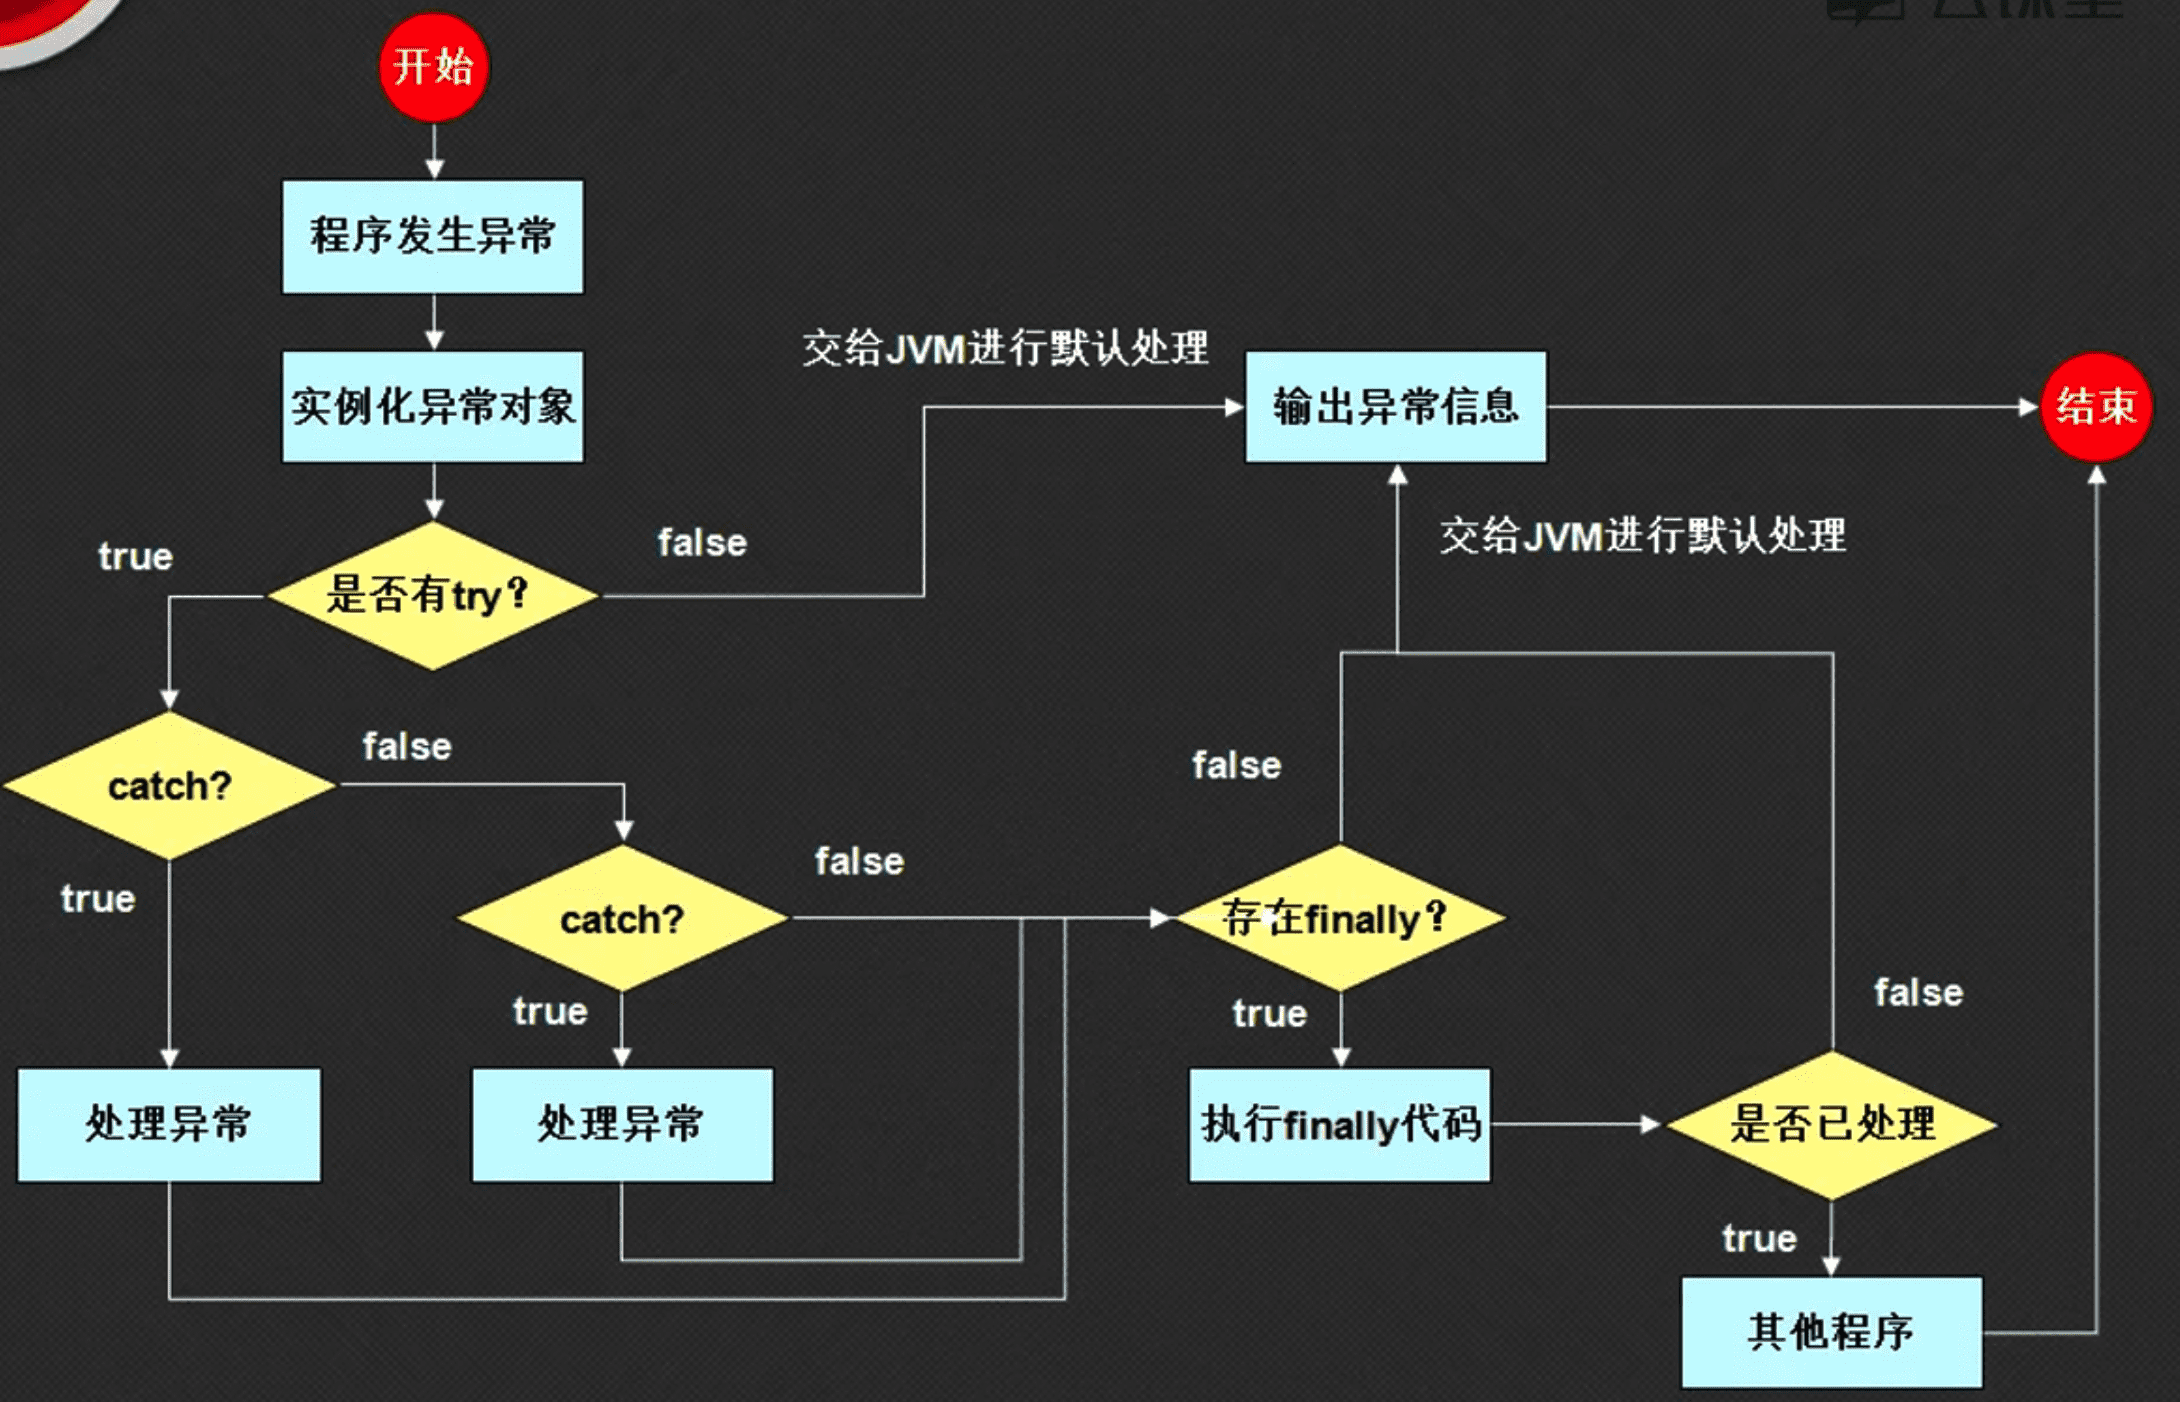 开始
程序发生异常
实例化异常对象
交给JVM进行默认处理
输出异常信息
结束
交给JVM进行默认处理
true
是否有try？
false
catch?
false
false
true
catch?
false
存在finally？
true
true
false
处理异常
处理异常
执行finally代码
是否已处理
true
其他程序